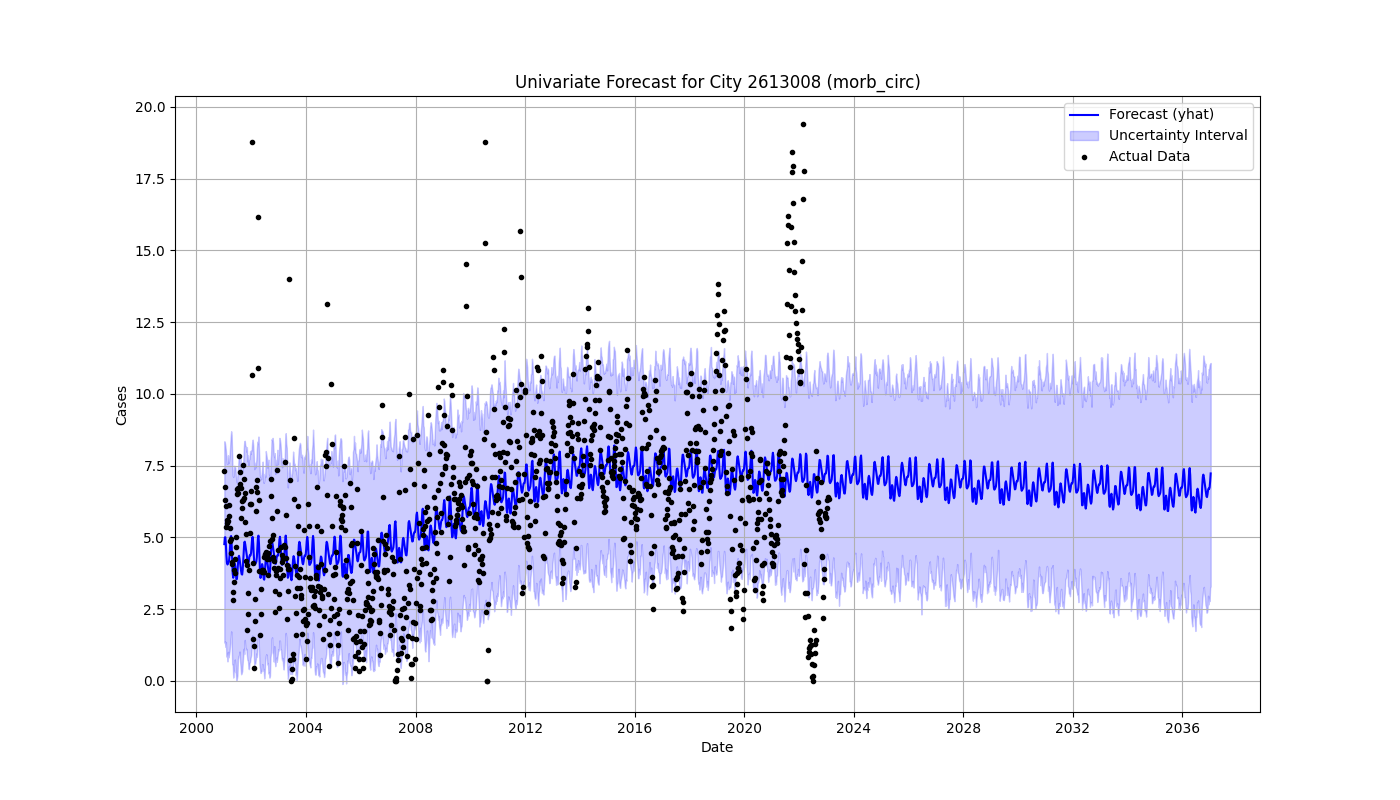 Univariate Forecast for City 2613008 (morb_circ)
Forecast (yhat)
Uncertainty Interval
Actual Data
20.0
17.5
15.0
12.5
10.0
7.5
5.0
2.5
0.0
Cases
2000 2004 2008 2012 2016 2020 2024 2028 2032 2036
Date